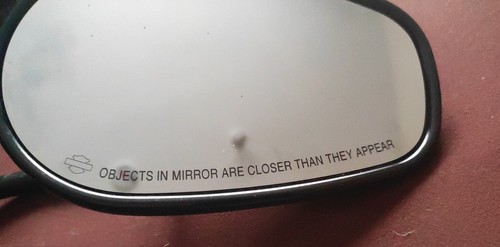 OBJECTS IN MIRROR ARE CLOSER THAN THEY APPEAR